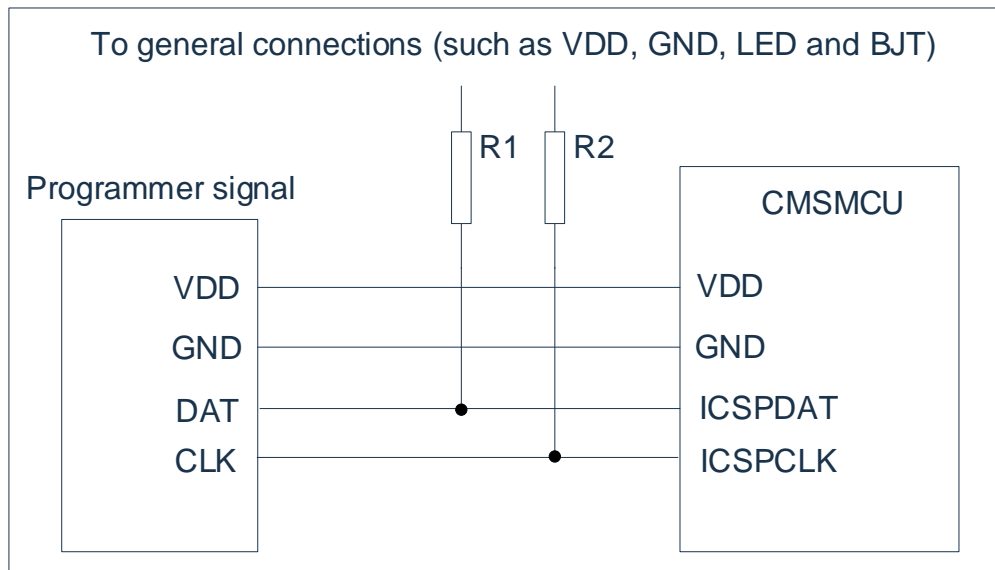 To general connections (such as VDD, GND, LED and BJT)
R1
R2
Programmer signal
CMSMCU
VDD
VDD
GND
GND
DAT
ICSPDAT
CLK
ICSPCLK